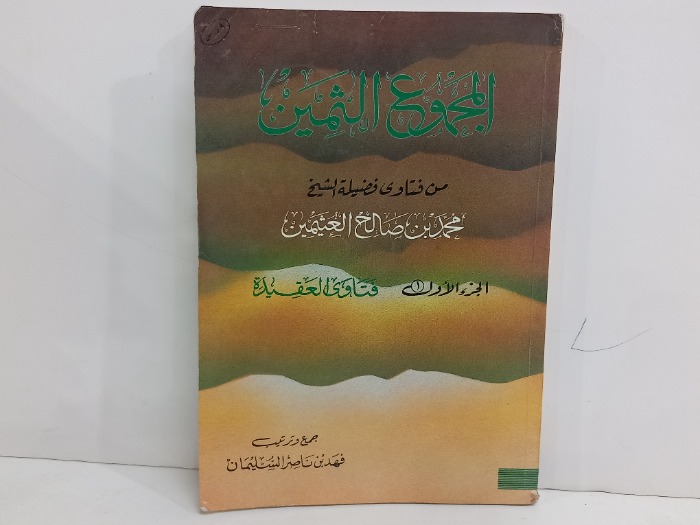 المجموع الثمين
من فتاوى فضيلة الشيخ
محمد بن صالح العثيمين
الجزء الأول ١ فتاوى العقيدة
جمع وترتيب
فهد بن ناصر السليمان